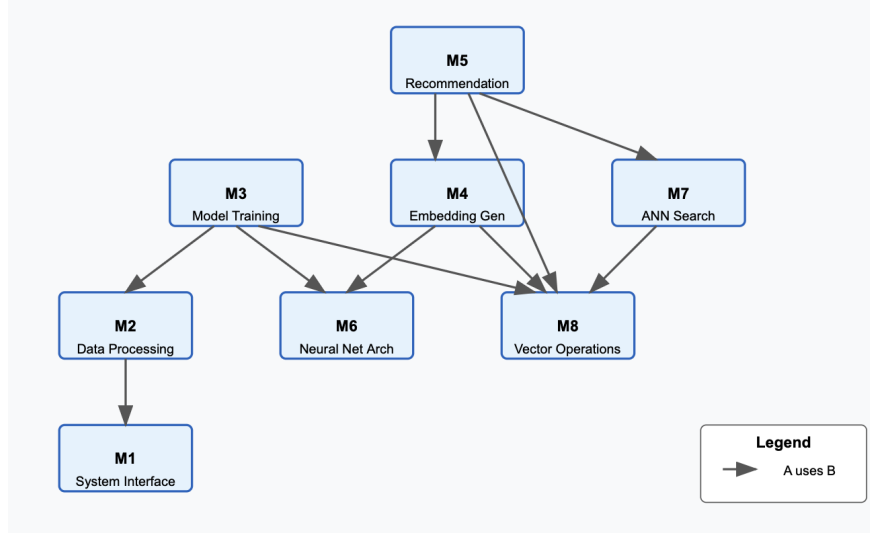 M5
Recommendation
M3
Model Training
M4
Embedding Gen
M7
ANN Search
M2
Data Processing
M6
Neural Net Arch
M8
Vector Operations
M1
System Interface
Legend
A uses B